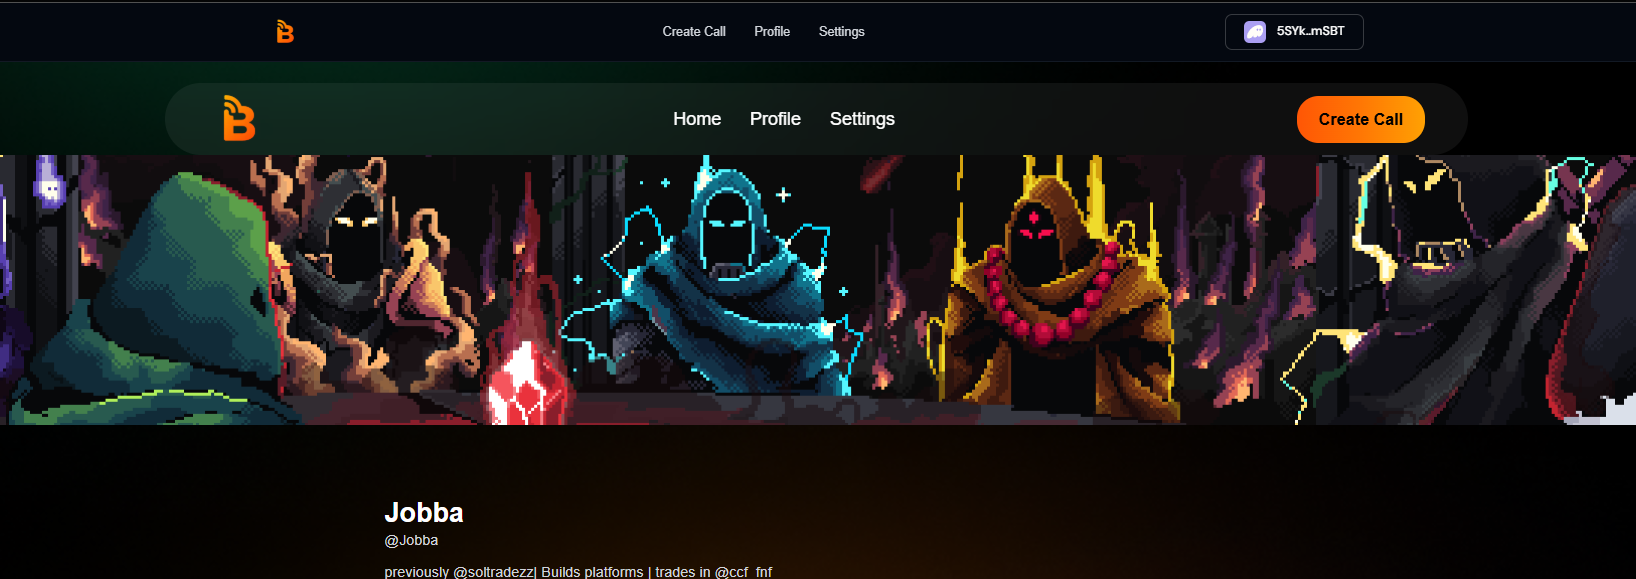 B
Create Call Profile Settings
5SYk...mSBT
B
Home Profile Settings
Create Call
Jobba
@Jobba
previously @soltradezz| Builds platforms | trades in @ccf_fnf